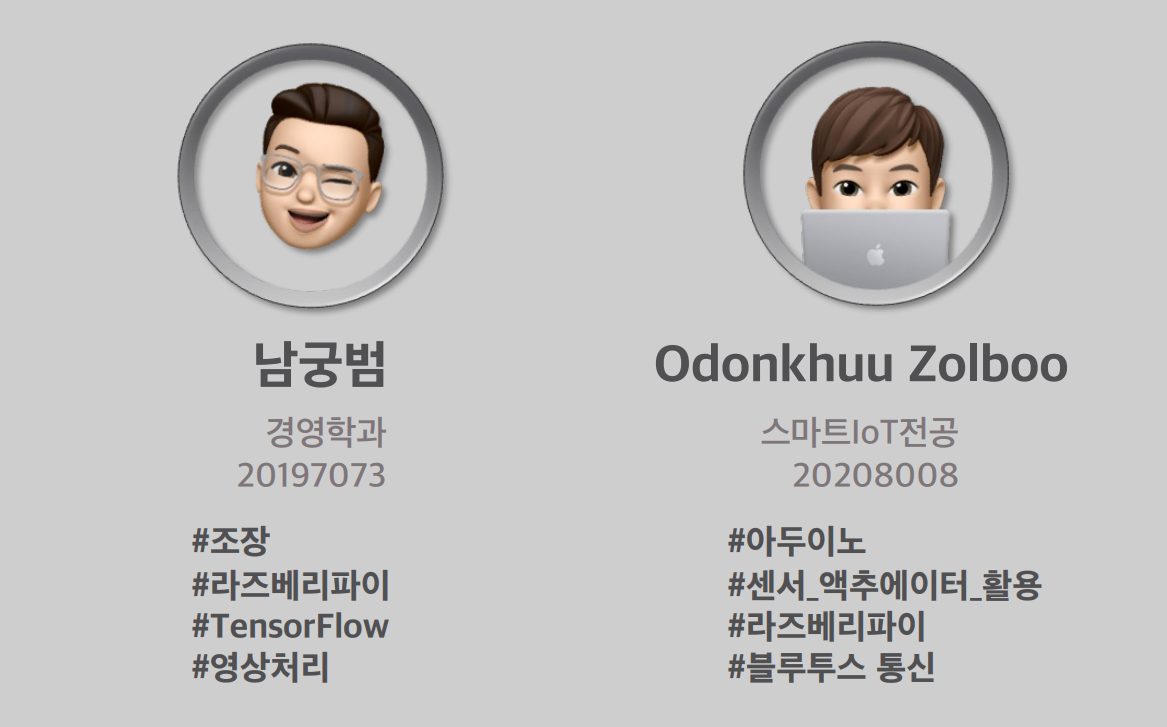 남궁범
경영학과
20197073
#조장
#라즈베리파이
#TensorFlow
#영상처리
Odonkhuu Zolboo
스마트IoT전공
20208008
#아두이노
#센서_액추에이터_활용
#라즈베리파이
#블루투스 통신